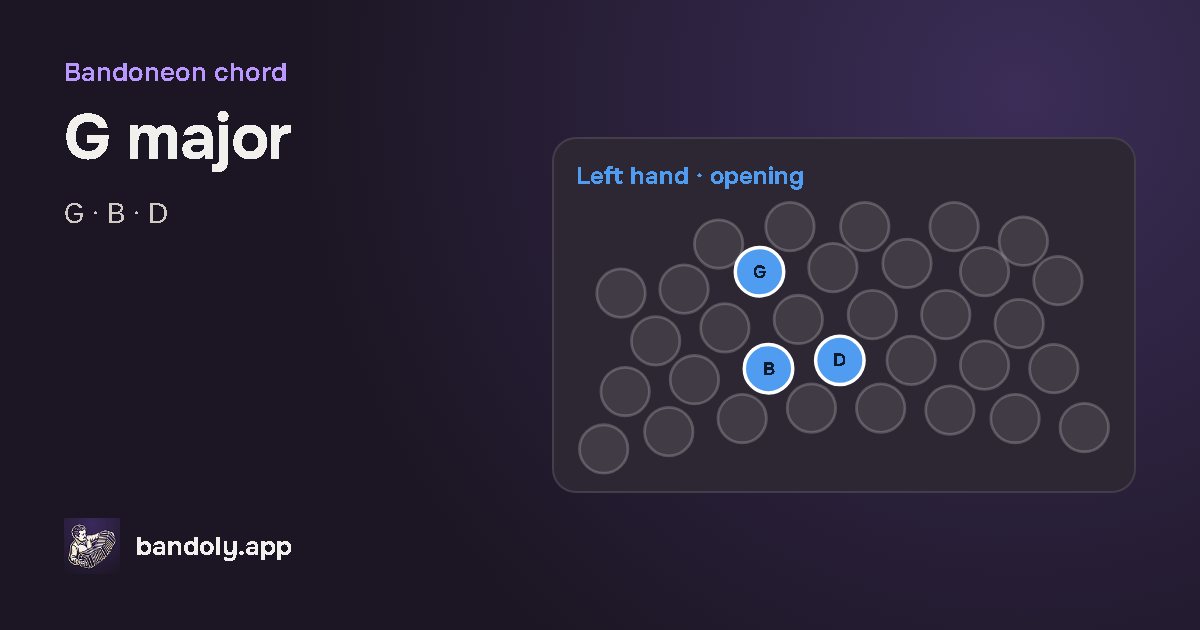 Bandoneon chord
G major
G · B · D
Left hand · opening
G
B
D
bandoly.app